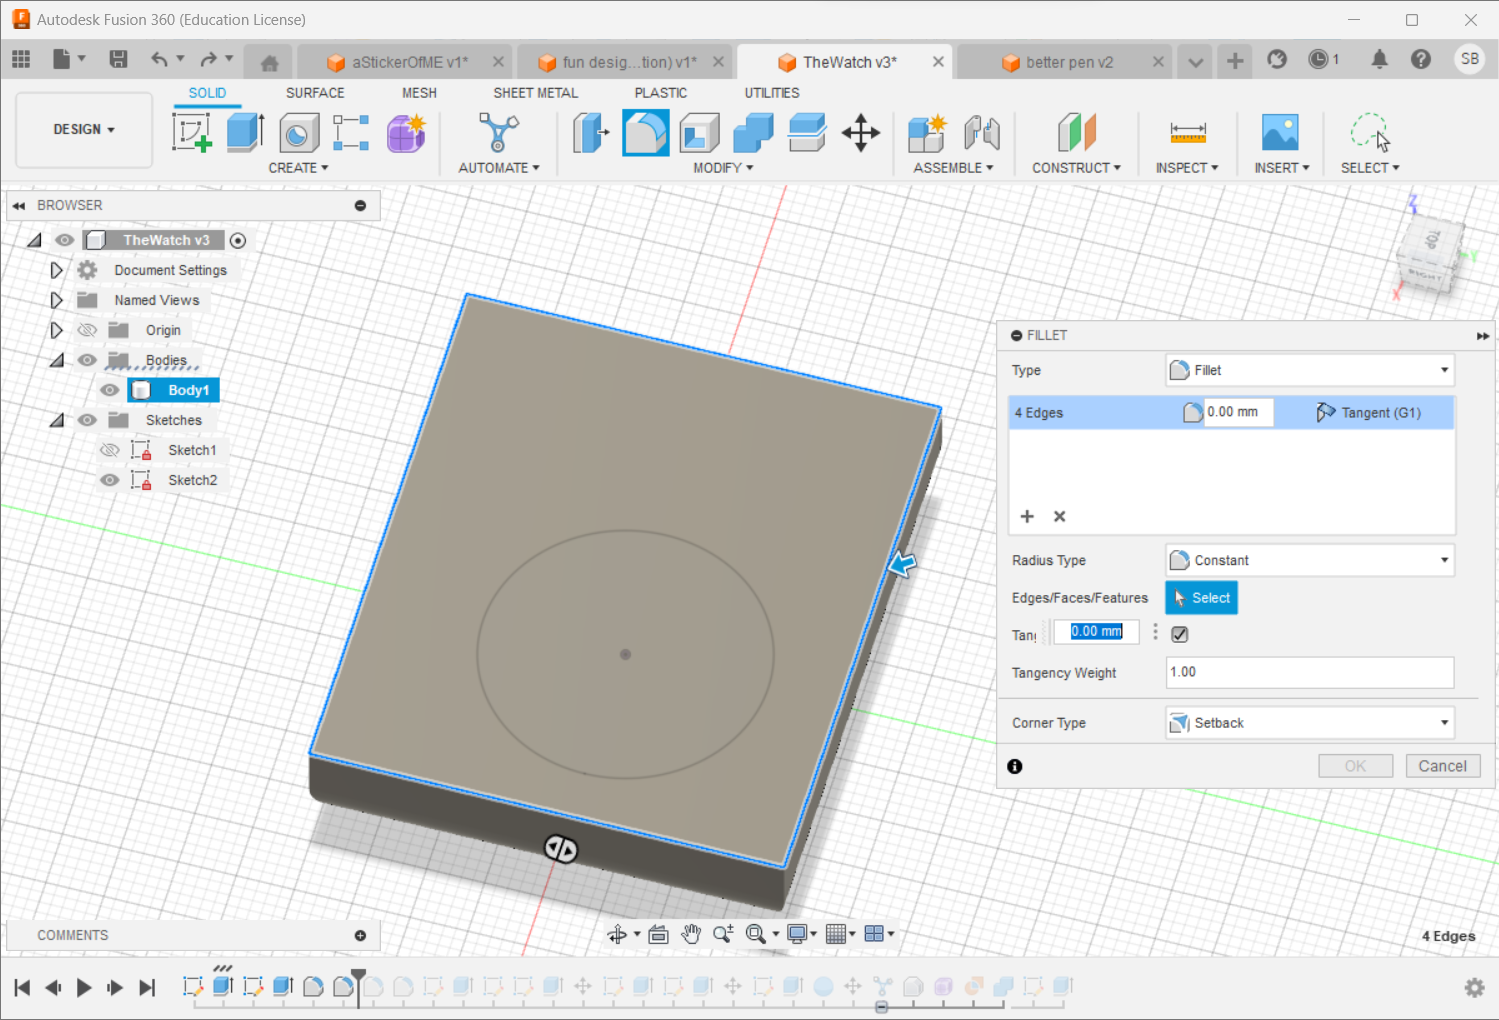 Autodesk Fusion 360 (Education License)
aStickerOfME v1*
fun desig...tion) v1*
TheWatch v3*
better pen v2
1
SB
SOLID
SURFACE
MESH
SHEET METAL
PLASTIC
UTILITIES
DESIGN
CREATE
AUTOMATE
MODIFY
ASSEMBLE
CONSTRUCT
INSPECT
INSERT
SELECT
BROWSER
TheWatch v3
Document Settings
Named Views
Origin
Bodies
Body1
Sketches
Sketch1
Sketch2
Z
TOP
Y
RIGHT
X
FILLET
Type
Fillet
4 Edges
0.00 mm
Tangent (G1)
Radius Type
Constant
Edges/Faces/Features
Select
Tang
0.00 mm
Tangency Weight
1.00
Corner Type
Setback
OK
Cancel
COMMENTS
4 Edges